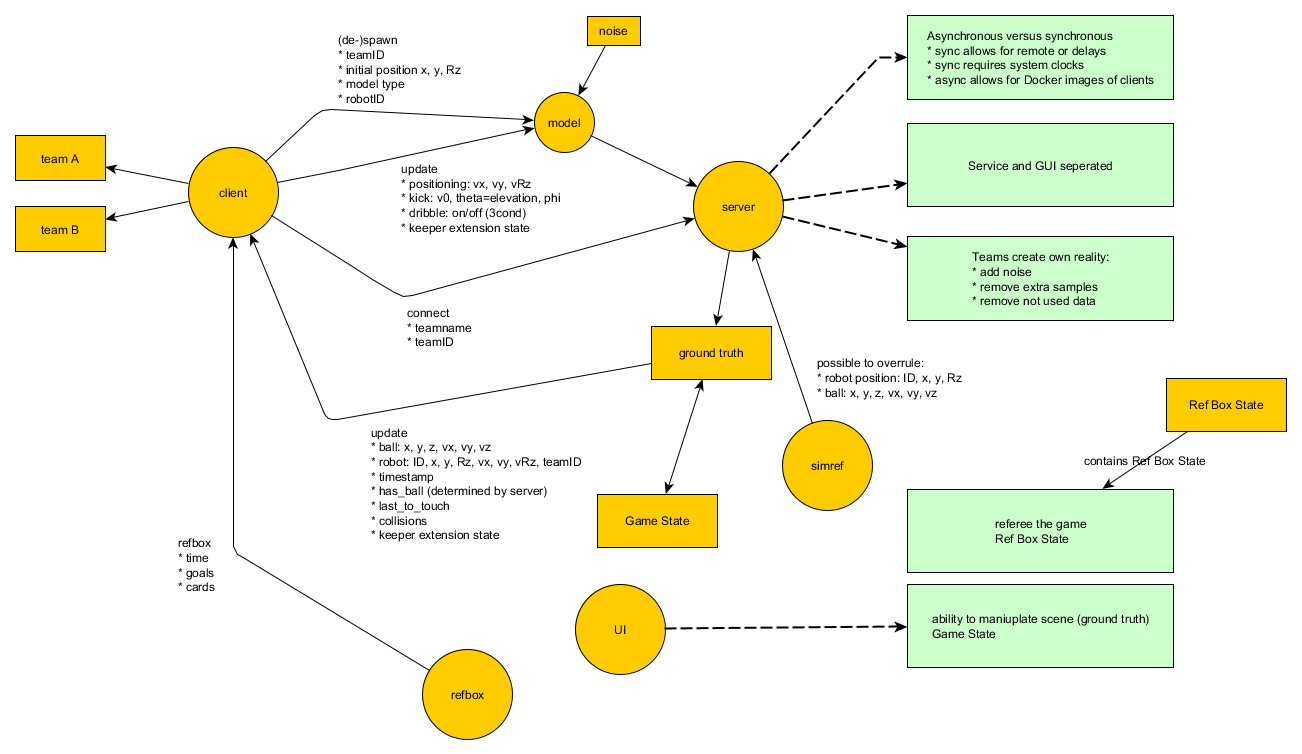 (de-)spawn
* teamID
* initial position x, y, Rz
* model type
* robotID
noise
model
team A
team B
client
update
* positioning: vx, vy, vRz
* kick: v0, theta=elevation, phi
* dribble: on/off (3cond)
* keeper extension state
server
Asynchronous versus synchronous
* sync allows for remote or delays
* sync requires system clocks
* async allows for Docker images of clients
Service and GUI seperated
Teams create own reality:
* add noise
* remove extra samples
* remove not used data
connect
* teamname
* teamID
ground truth
possible to overrule:
* robot position: ID, x, y, Rz
* ball: x, y, z, vx, vy, vz
Ref Box State
contains Ref Box State
simref
update
* ball: x, y, z, vx, vy, vz
* robot: ID, x, y, Rz, vx, vy, vRz, teamID
* timestamp
* has_ball (determined by server)
* last_to_touch
* collisions
* keeper extension state
Game State
referee the game
Ref Box State
refbox
* time
* goals
* cards
UI
ability to maniuplate scene (ground truth)
Game State
refbox